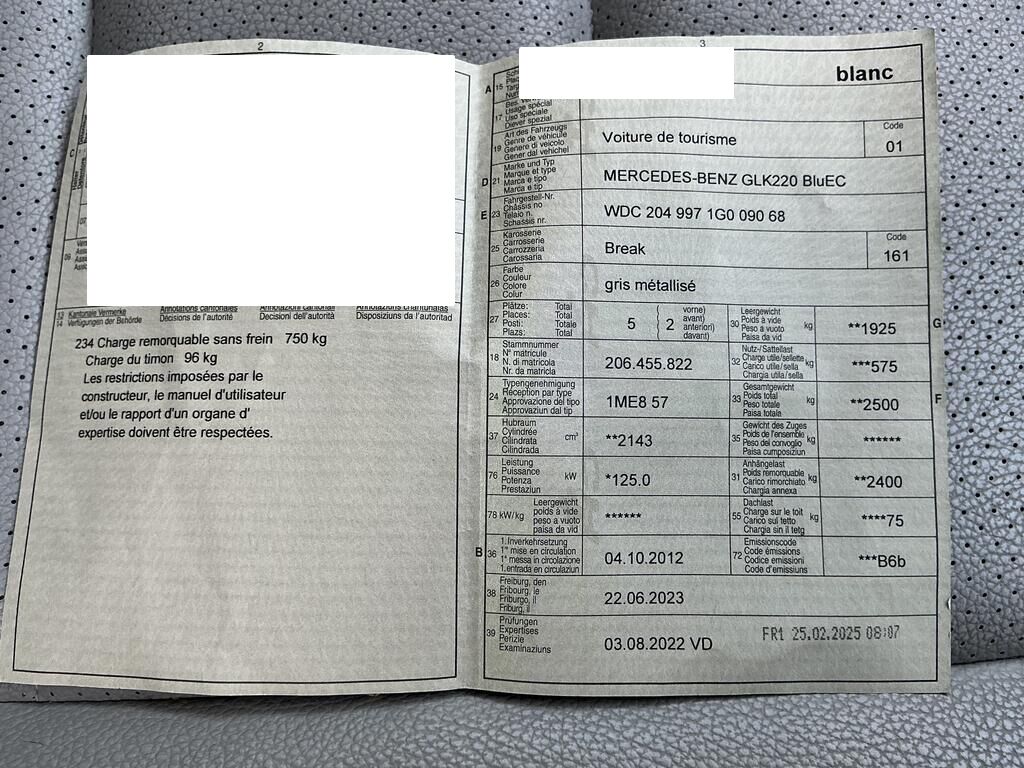 2
13 Kantonale Vermerke Annotations cantonales Annotazioni cantonali Annotaziuns chantunalas
14 Verfügungen der Behörde Décisions de l'autorité Decisioni dell'autorità Disposiziuns da l'autoritad
234 Charge remorquable sans frein 750 kg
Charge du timon 96 kg
Les restrictions imposées par le
constructeur, le manuel d'utilisateur
et/ou le rapport d'un organe d'
expertise doivent être respectées.
3
A 15 blanc
17 Usage spécial
Uso speciale
Diever spezial
19 Art des Fahrzeugs
Genre de véhicule
Genere di veicolo
Gener dal vehichel
Voiture de tourisme
Code
01
D 21 Marke und Typ
Marque et type
Marca e tipo
Marca e tip
MERCEDES-BENZ GLK220 BluEC
E 23 Fahrgestell-Nr.
Châssis no
Telaio n.
Schassis nr.
WDC 204 997 1G0 090 68
25 Karosserie
Carrosserie
Carrozzeria
Carossaria
Break
Code
161
26 Farbe
Couleur
Colore
Colur
gris métallisé
27 Plätze: Total
Places: Total
Posti: Totale
Plazs: Total
5 2 vorne)
avant)
anteriori)
davant)
30 Leergewicht
Poids à vide
Peso a vuoto
Paisa da vid
kg **1925 G
18 Stammnummer
N° matricule
N. di matricola
Nr. da matricla
206.455.822
32 Nutz-/Sattellast
Charge utile/sellette
Carico utile/sella
Chargia utila/sella
kg ***575
24 Typengenehmigung
Réception par type
Approvazione del tipo
Approvaziun dal tip
1ME8 57
33 Gesamtgewicht
Poids total
Peso totale
Paisa totala
kg **2500 F
37 Hubraum
Cylindrée
Cilindrata
Cilindrada
cm³ **2143
35 Gewicht des Zuges
Poids de l'ensemble
Peso del convoglio
Paisa cumposiziun
kg ******
76 Leistung
Puissance
Potenza
Prestaziun
kW *125.0
31 Anhängelast
Poids remorquable
Carico rimorchiato
Chargia annexa
kg **2400
78 kW/kg Leergewicht
poids à vide
peso a vuoto
paisa da vid
******
55 Dachlast
Charge sur le toit
Carico sul tetto
Chargia sin il tetg
kg ****75
B 36 1. Inverkehrsetzung
1re mise en circulation
1a messa in circolazione
1. entrada en circulaziun
04.10.2012
72 Emissionscode
Code émissions
Codice emissioni
Code d'emissiuns
***B6b
38 Freiburg, den
Fribourg, le
Friburgo, il
Friburg, il
22.06.2023
39 Prüfungen
Expertises
Perizie
Examinaziuns
03.08.2022 VD
FR1 25.02.2025 08:07